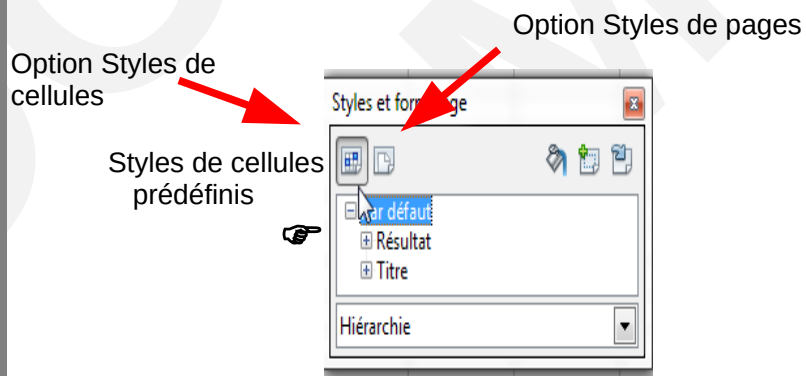 Option Styles de pages
Option Styles de
cellules
Styles et ge
Styles de cellules
prédéfinis
ar défaut
Résultat
Titre
Hiérarchie